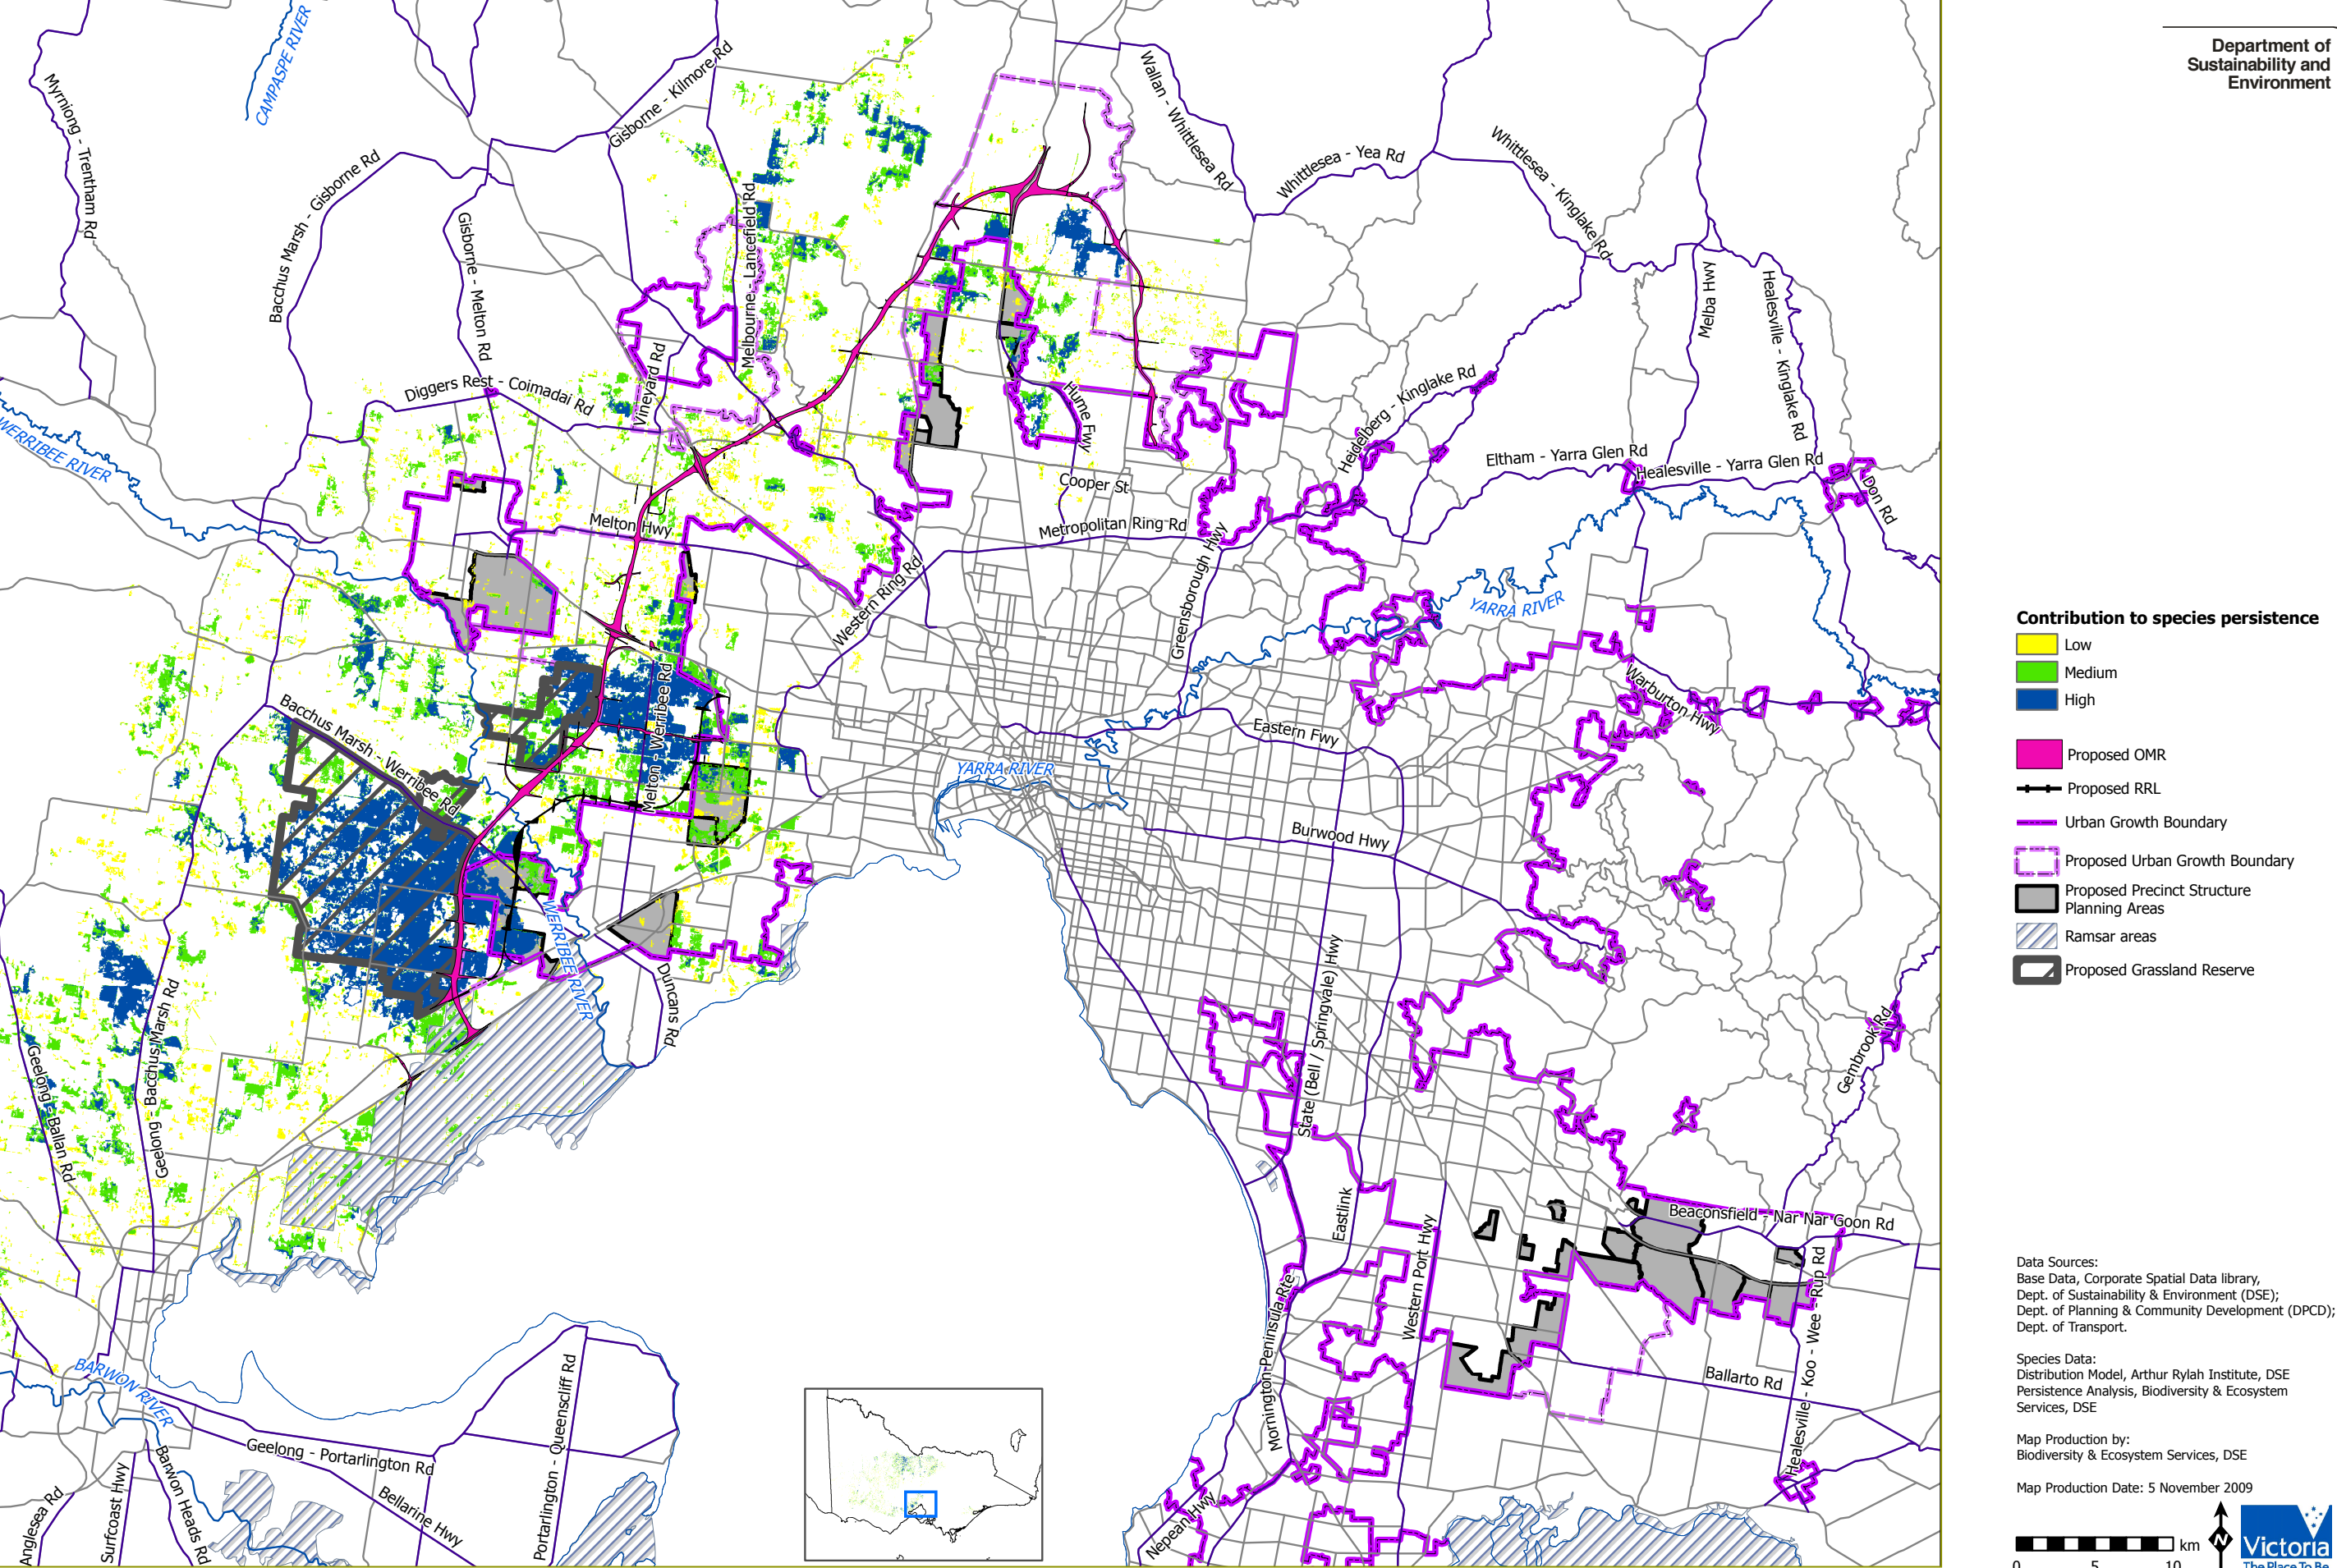 Department of
Sustainability and
Environment
CAMPASPE RIVER
Myrniong - Trentham Rd
Gisborne - Kilmore Rd
Bacchus Marsh - Gisborne Rd
Gisborne - Melton Rd
Melbourne - Lancefield Rd
Wallan - Whittlesea Rd
Whittlesea - Yea Rd
Whittlesea - Kinglake Rd
Melba Hwy
Healesville - Kinglake Rd
Diggers Rest - Coimadai Rd
Vineyard Rd
Hume Fwy
Heidelberg - Kinglake Rd
WERRIBEE RIVER
Eltham - Yarra Glen Rd
Healesville - Yarra Glen Rd
Don Rd
Cooper St
Melton Hwy
Metropolitan Ring Rd
Western Ring Rd
Greensborough Hwy
YARRA RIVER
Warburton Hwy
Bacchus Marsh - Werribee Rd
Melton - Werribee Rd
Eastern Fwy
YARRA RIVER
Burwood Hwy
WERRIBEE RIVER
Duncans Rd
State (Bell / Springvale) Hwy
Geelong - Bacchus Marsh Rd
Geelong - Ballan Rd
Gembrook Rd
Eastlink
Beaconsfield - Nar Nar Goon Rd
Western Port Hwy
Mornington Peninsula Rte
Healesville - Koo - Wee - Rup Rd
Ballarto Rd
BARWON RIVER
Geelong - Portarlington Rd
Portarlington - Queenscliff Rd
Bellarine Hwy
Barwon Heads Rd
Surfcoast Hwy
Anglesea Rd
Nepean Hwy
Contribution to species persistence
Low
Medium
High
Proposed OMR
Proposed RRL
Urban Growth Boundary
Proposed Urban Growth Boundary
Proposed Precinct Structure
Planning Areas
Ramsar areas
Proposed Grassland Reserve
Data Sources:
Base Data, Corporate Spatial Data library,
Dept. of Sustainability & Environment (DSE);
Dept. of Planning & Community Development (DPCD);
Dept. of Transport.
Species Data:
Distribution Model, Arthur Rylah Institute, DSE
Persistence Analysis, Biodiversity & Ecosystem
Services, DSE
Map Production by:
Biodiversity & Ecosystem Services, DSE
Map Production Date: 5 November 2009
km
0 5 10
N
Victoria
The Place To Be